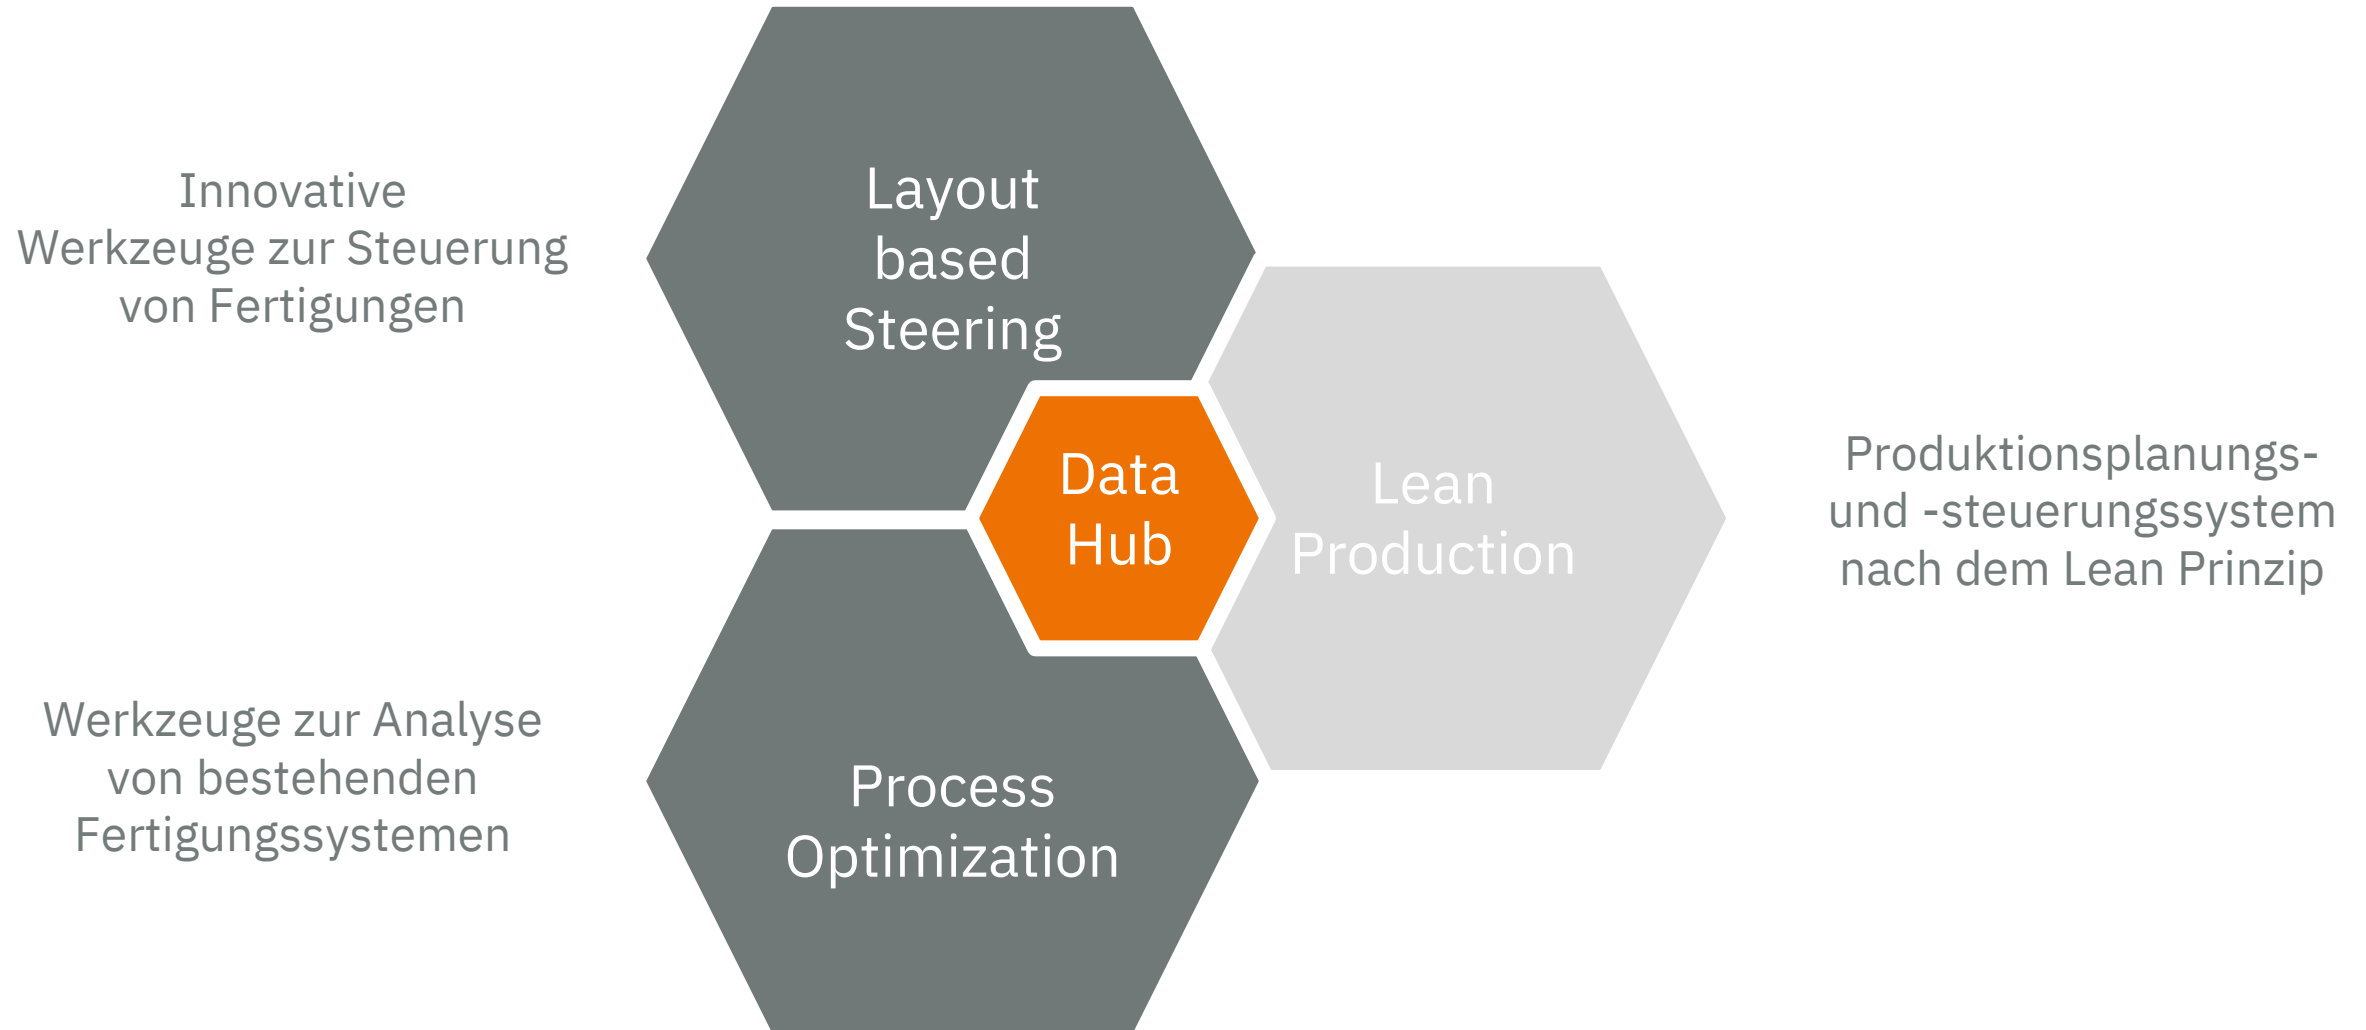 Innovative
Werkzeuge zur Steuerung
von Fertigungen
Layout
based
Steering
Data
Hub
Lean
Production
Produktionsplanungs-
und -steuerungssystem
nach dem Lean Prinzip
Werkzeuge zur Analyse
von bestehenden
Fertigungssystemen
Process
Optimization